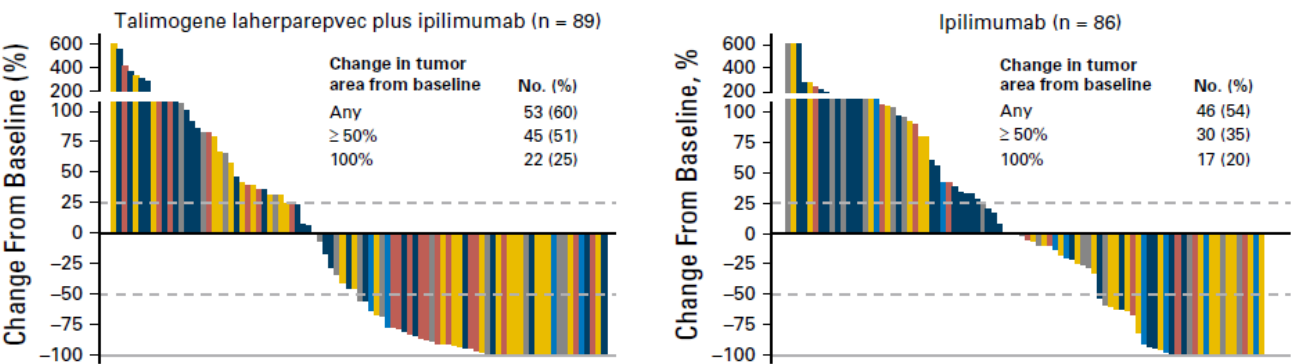 Talimogene laherparepvec plus ipilimumab (n = 89)
Change From Baseline (%)
600
400
200
100
75
50
25
0
–25
–50
–75
–100
Change in tumor
area from baseline No. (%)
Any 53 (60)
≥ 50% 45 (51)
100% 22 (25)
Ipilimumab (n = 86)
Change From Baseline, %
600
400
200
100
75
50
25
0
–25
–50
–75
–100
Change in tumor
area from baseline No. (%)
Any 46 (54)
≥ 50% 30 (35)
100% 17 (20)